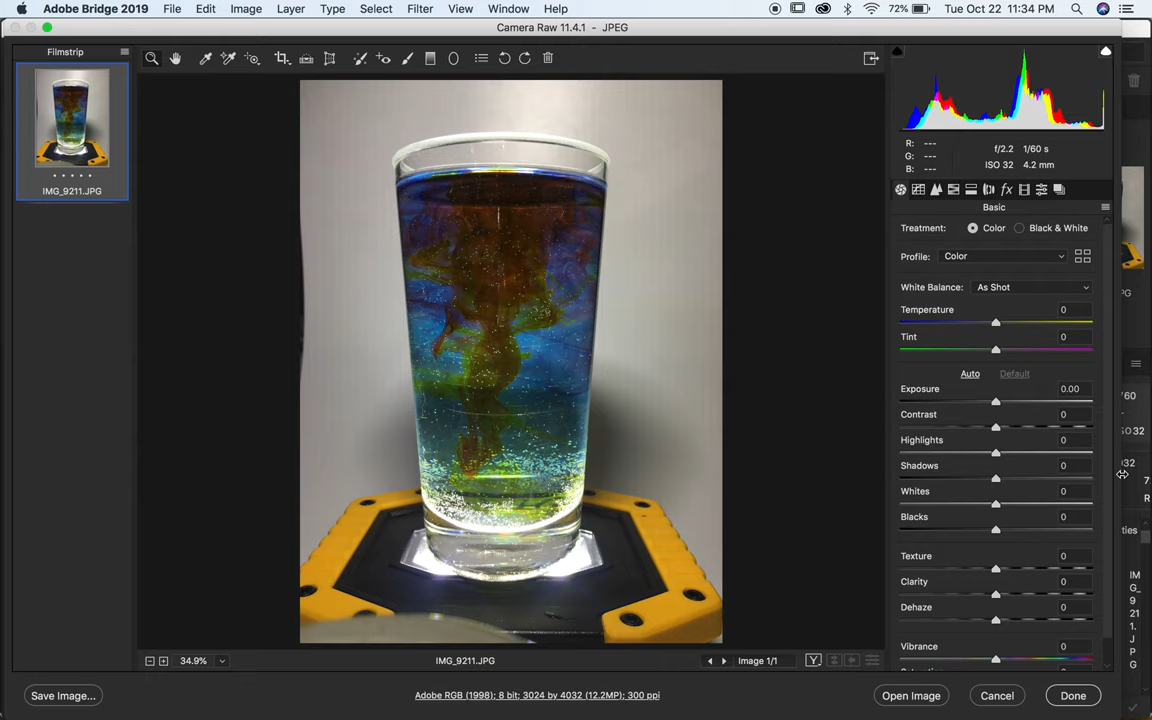 Adobe Bridge 2019 File Edit Image Layer Type Select Filter View Window Help 72% Tue Oct 22 11:34 PM
Camera Raw 11.4.1 - JPEG
Filmstrip
IMG_9211.JPG
R: ---
G: ---
B: ---
f/2.2 1/60 s
ISO 32 4.2 mm
Basic
Treatment: Color Black & White
Profile: Color
White Balance: As Shot
Temperature 0
Tint 0
Auto Default
Exposure 0.00
Contrast 0
Highlights 0
Shadows 0
Whites 0
Blacks 0
Texture 0
Clarity 0
Dehaze 0
Vibrance 0
34.9% IMG_9211.JPG Image 1/1 Y
Save Image... Adobe RGB (1998); 8 bit; 3024 by 4032 (12.2MP); 300 ppi Open Image Cancel Done
IM
G_
9
21
1.
J
P
G